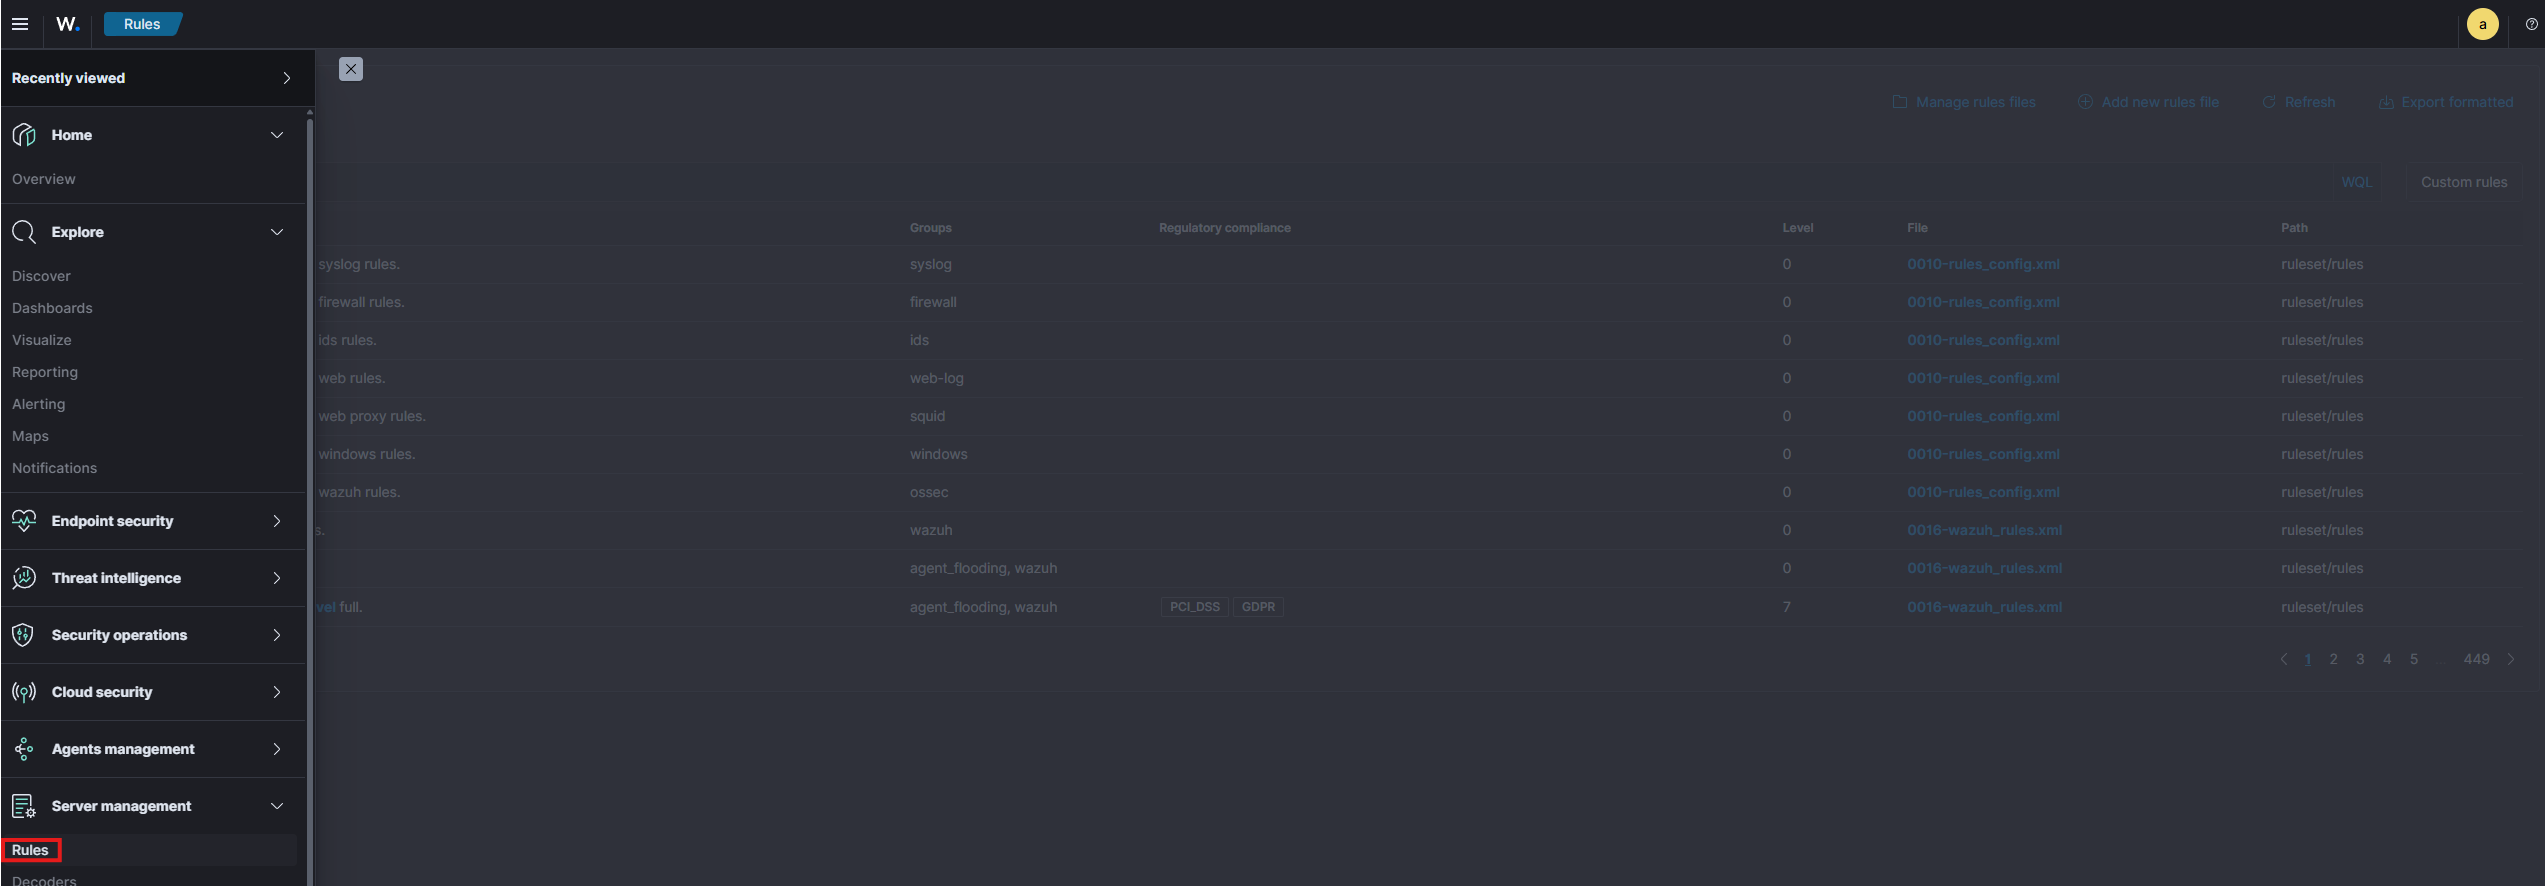 W. Rules a
Recently viewed
Home
Overview
Explore
Discover
Dashboards
Visualize
Reporting
Alerting
Maps
Notifications
Endpoint security
Threat intelligence
Security operations
Cloud security
Agents management
Server management
Rules
Decoders
Manage rules files Add new rules file Refresh Export formatted
WQL Custom rules
Groups Regulatory compliance Level File Path
syslog rules. syslog 0 0010-rules_config.xml ruleset/rules
firewall rules. firewall 0 0010-rules_config.xml ruleset/rules
ids rules. ids 0 0010-rules_config.xml ruleset/rules
web rules. web-log 0 0010-rules_config.xml ruleset/rules
web proxy rules. squid 0 0010-rules_config.xml ruleset/rules
windows rules. windows 0 0010-rules_config.xml ruleset/rules
wazuh rules. ossec 0 0010-rules_config.xml ruleset/rules
s. wazuh 0 0016-wazuh_rules.xml ruleset/rules
agent_flooding, wazuh 0 0016-wazuh_rules.xml ruleset/rules
vel full. agent_flooding, wazuh PCI_DSS GDPR 7 0016-wazuh_rules.xml ruleset/rules
1 2 3 4 5 ... 449